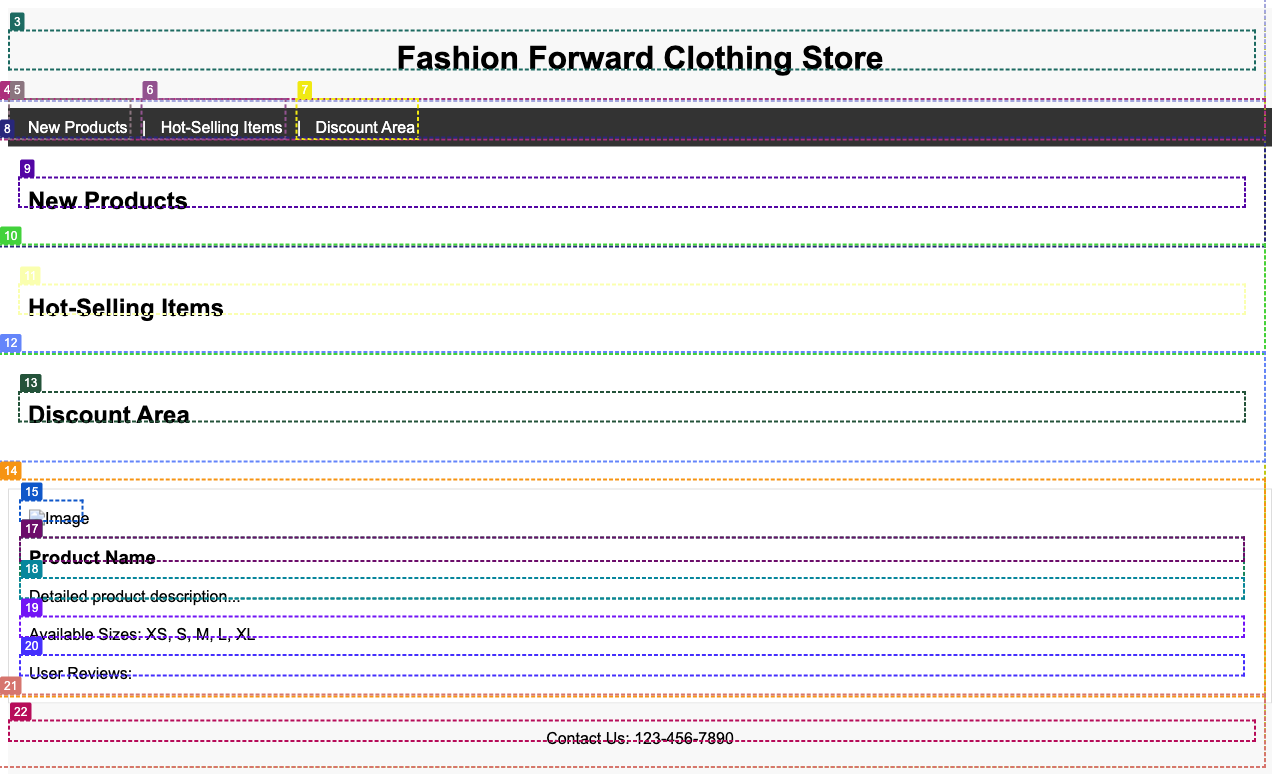 3
Fashion Forward Clothing Store
4 5 6 7
8 New Products | Hot-Selling Items | Discount Area
9
New Products
10
11
Hot-Selling Items
12
13
Discount Area
14
15
Image
17
Product Name
18
Detailed product description...
19
Available Sizes: XS, S, M, L, XL
20
User Reviews:
21
22
Contact Us: 123-456-7890